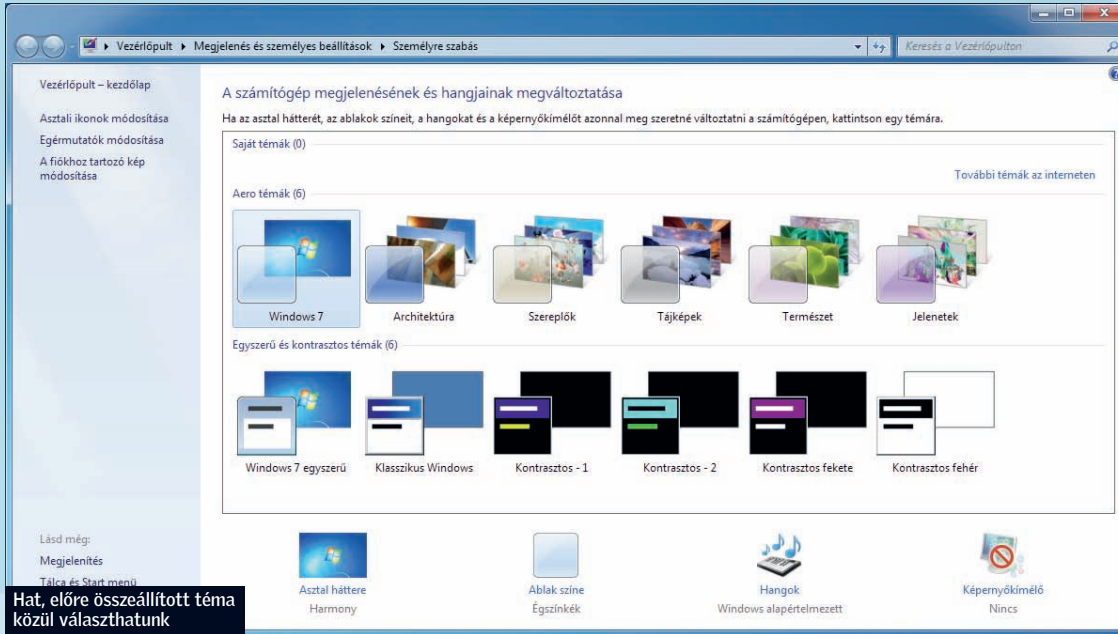 Vezérlőpult ▸ Megjelenés és személyes beállítások ▸ Személyre szabás
Keresés a Vezérlőpulton
Vezérlőpult – kezdőlap
Asztali ikonok módosítása
Egérmutatók módosítása
A fiókhoz tartozó kép
módosítása
A számítógép megjelenésének és hangjainak megváltoztatása
Ha az asztal hátterét, az ablakok színeit, a hangokat és a képernyőkímélőt azonnal meg szeretné változtatni a számítógépen, kattintson egy témára.
Saját témák (0)
További témák az interneten
Aero témák (6)
Windows 7
Architektúra
Szereplők
Tájképek
Természet
Jelenetek
Egyszerű és kontrasztos témák (6)
Windows 7 egyszerű
Klasszikus Windows
Kontrasztos - 1
Kontrasztos - 2
Kontrasztos fekete
Kontrasztos fehér
Lásd még:
Megjelenítés
Tálca és Start menü
Asztal háttere
Harmony
Ablak színe
Égszínkék
Hangok
Windows alapértelmezett
Képernyőkímélő
Nincs
Hat, előre összeállított téma
közül választhatunk